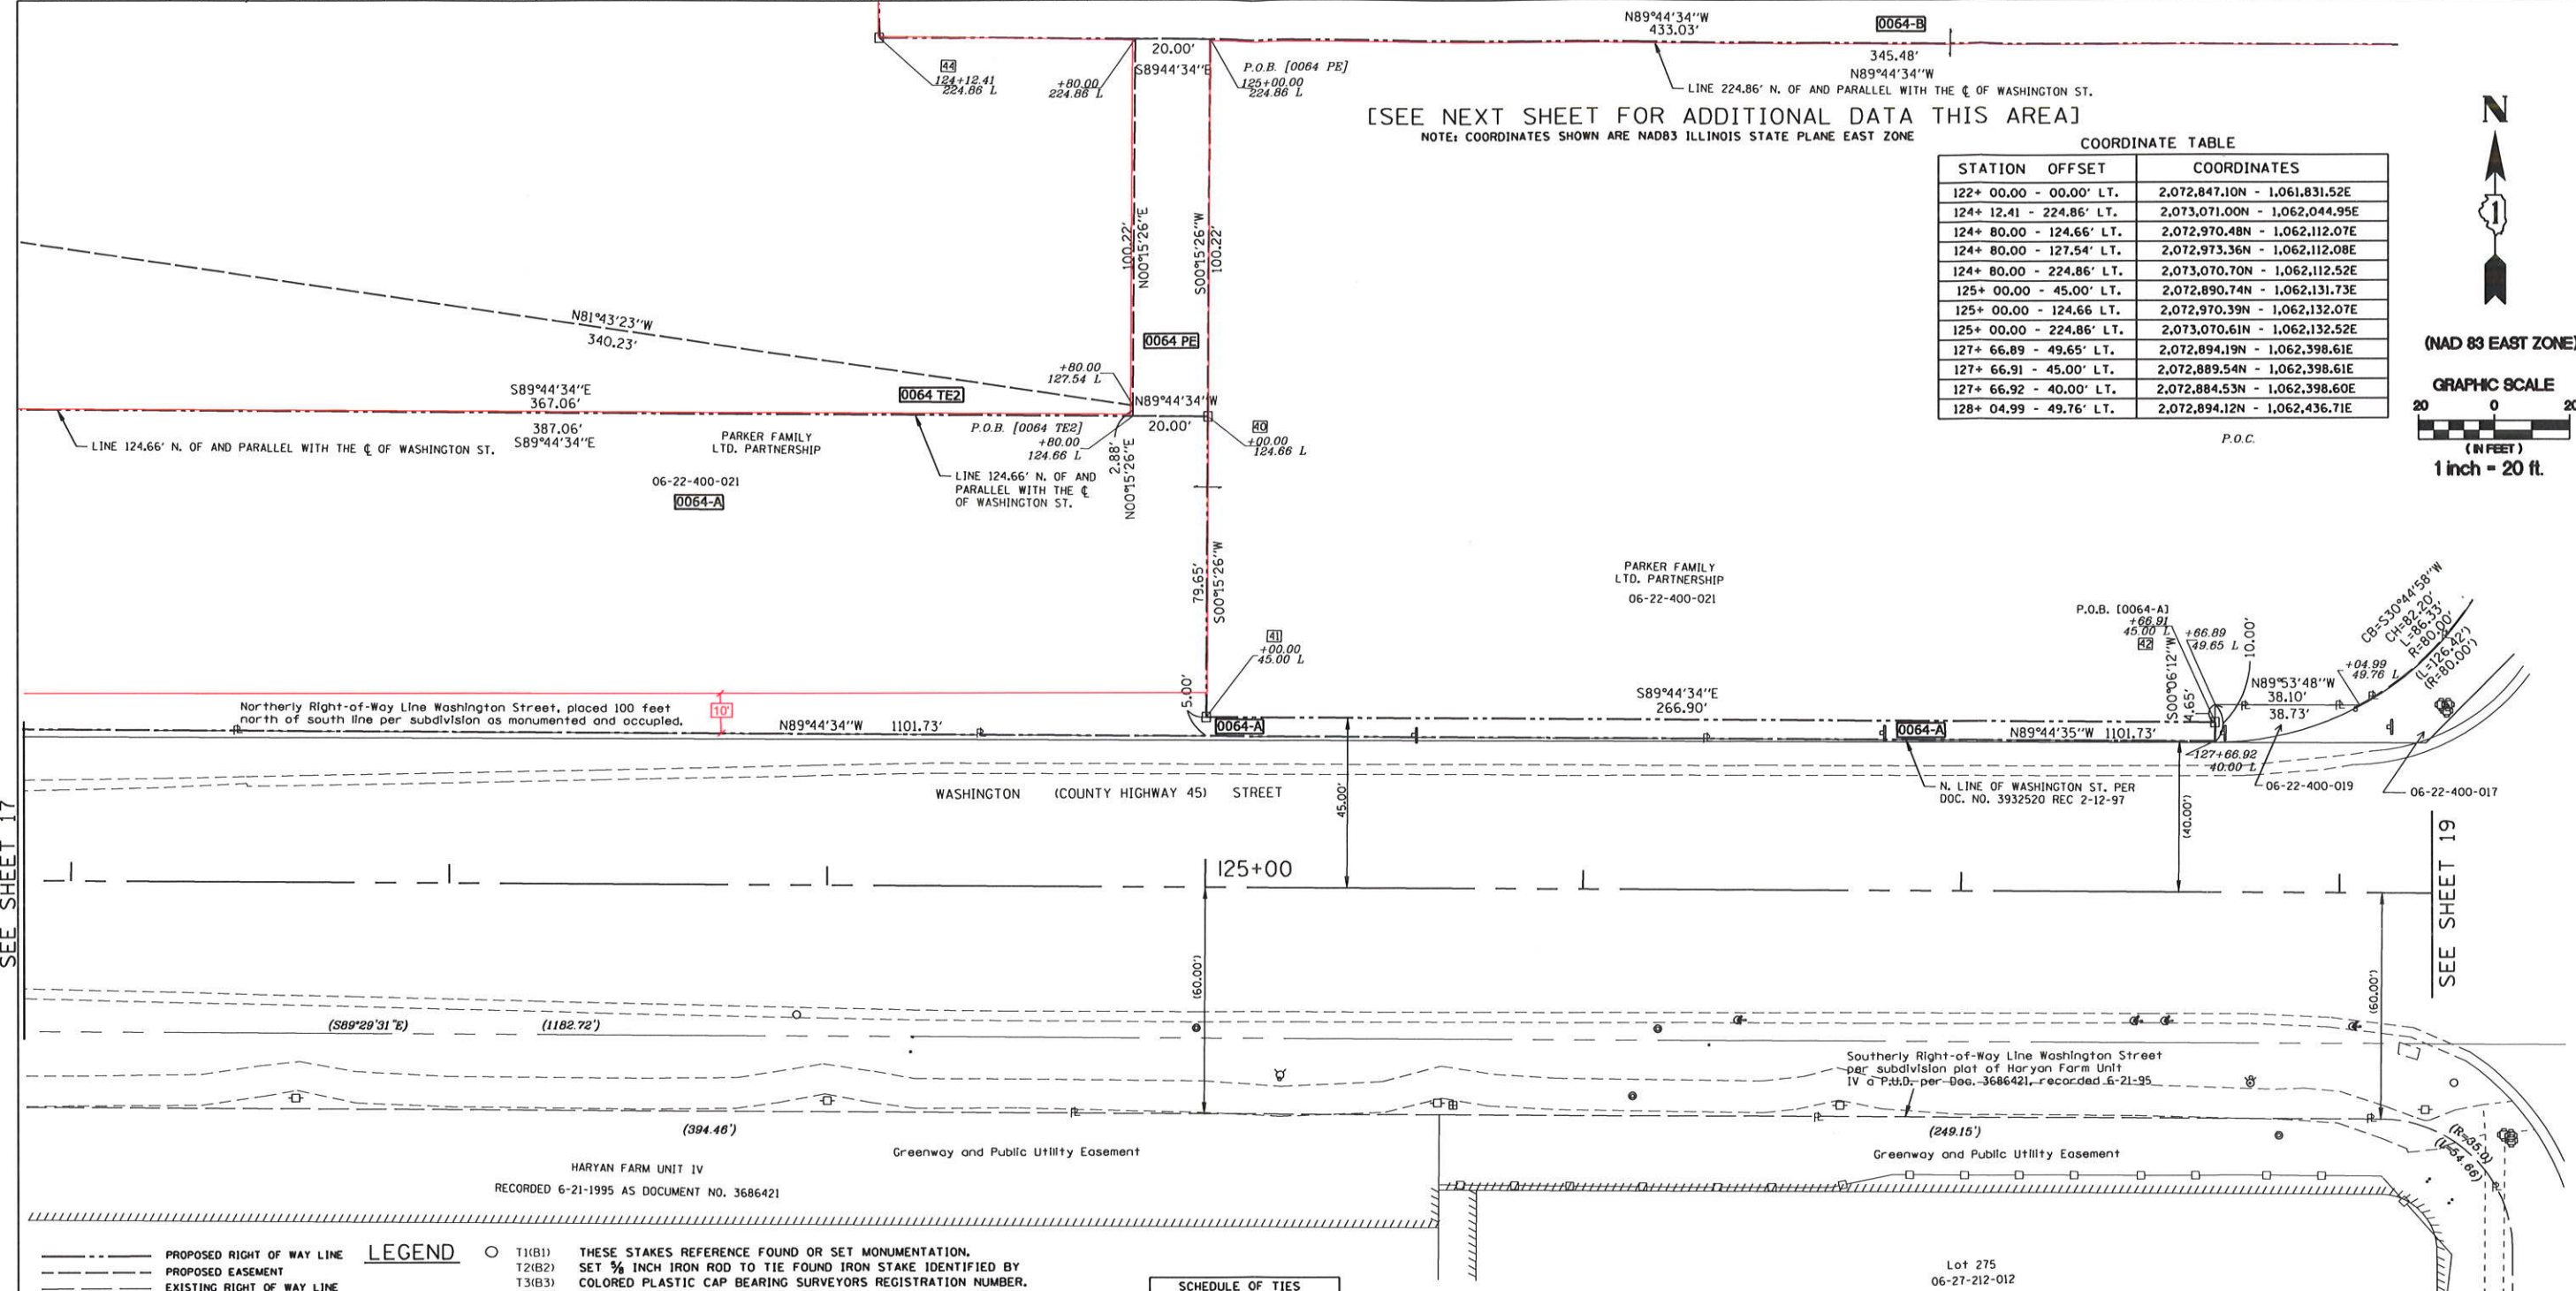 N89°44'34"W
433.03'
0064-B
345.48'
N89°44'34"W
LINE 224.86' N. OF AND PARALLEL WITH THE ℄ OF WASHINGTON ST.
20.00'
S8944'34"E
P.O.B. [0064 PE]
125+00.00
224.86 L
44
124+12.41
224.86 L
+80.00
224.86 L
[SEE NEXT SHEET FOR ADDITIONAL DATA THIS AREA]
NOTE: COORDINATES SHOWN ARE NAD83 ILLINOIS STATE PLANE EAST ZONE
COORDINATE TABLE
STATION OFFSET COORDINATES
122+ 00.00 - 00.00' LT. 2,072,847.10N - 1,061,831.52E
124+ 12.41 - 224.86' LT. 2,073,071.00N - 1,062,044.95E
124+ 80.00 - 124.66' LT. 2,072,970.48N - 1,062,112.07E
124+ 80.00 - 127.54' LT. 2,072,973.36N - 1,062,112.08E
124+ 80.00 - 224.86' LT. 2,073,070.70N - 1,062,112.52E
125+ 00.00 - 45.00' LT. 2,072,890.74N - 1,062,131.73E
125+ 00.00 - 124.66 LT. 2,072,970.39N - 1,062,132.07E
125+ 00.00 - 224.86' LT. 2,073,070.61N - 1,062,132.52E
127+ 66.89 - 49.65' LT. 2,072,894.19N - 1,062,398.61E
127+ 66.91 - 45.00' LT. 2,072,889.54N - 1,062,398.61E
127+ 66.92 - 40.00' LT. 2,072,884.53N - 1,062,398.60E
128+ 04.99 - 49.76' LT. 2,072,894.12N - 1,062,436.71E
P.O.C.
N
1
(NAD 83 EAST ZONE)
GRAPHIC SCALE
20 0 20
( IN FEET )
1 inch = 20 ft.
100.22'
N00°15'26"E
S00°15'26"W
100.22'
N81°43'23"W
340.23'
0064 PE
+80.00
127.54 L
S89°44'34"E
367.06'
0064 TE2
N89°44'34"W
20.00'
387.06'
S89°44'34"E
LINE 124.66' N. OF AND PARALLEL WITH THE ℄ OF WASHINGTON ST.
PARKER FAMILY
LTD. PARTNERSHIP
06-22-400-021
0064-A
P.O.B. [0064 TE2]
+80.00
124.66 L
2.88'
N00°15'26"E
40
+00.00
124.66 L
LINE 124.66' N. OF AND
PARALLEL WITH THE ℄
OF WASHINGTON ST.
79.65'
S00°15'26"W
PARKER FAMILY
LTD. PARTNERSHIP
06-22-400-021
41
+00.00
45.00 L
5.00'
P.O.B. [0064-A]
+66.91
45.00 L
42
+66.89
49.65 L
S00°06'12"W
4.65'
10.00'
CB=S30°44'58"W
CH=82.20'
L=86.33'
R=80.00'
(L=126.42')
(R=80.00')
+04.99
49.76 L
N89°53'48"W
38.10'
38.73'
S89°44'34"E
266.90'
Northerly Right-of-Way Line Washington Street, placed 100 feet
north of south line per subdivision as monumented and occupied.
10'
N89°44'34"W 1101.73'
0064-A
0064-A
N89°44'35"W 1101.73'
127+66.92
40.00 L
N. LINE OF WASHINGTON ST. PER
DOC. NO. 3932520 REC 2-12-97
06-22-400-019
06-22-400-017
WASHINGTON (COUNTY HIGHWAY 45) STREET
45.00'
(40.00')
SEE SHEET 17
SEE SHEET 19
125+00
(60.00')
(60.00')
(S89°29'31"E)
(1182.72')
Southerly Right-of-Way Line Washington Street
per subdivision plat of Haryan Farm Unit
IV a P.U.D. per Doc. 3686421, recorded 6-21-95
(394.46')
(249.15')
Greenway and Public Utility Easement
Greenway and Public Utility Easement
(R=35.0)
(L=54.66)
HARYAN FARM UNIT IV
RECORDED 6-21-1995 AS DOCUMENT NO. 3686421
Lot 275
06-27-212-012
LEGEND
PROPOSED RIGHT OF WAY LINE
PROPOSED EASEMENT
EXISTING RIGHT OF WAY LINE
T1(B1) THESE STAKES REFERENCE FOUND OR SET MONUMENTATION.
T2(B2) SET ⅝ INCH IRON ROD TO TIE FOUND IRON STAKE IDENTIFIED BY
T3(B3) COLORED PLASTIC CAP BEARING SURVEYORS REGISTRATION NUMBER.
SCHEDULE OF TIES